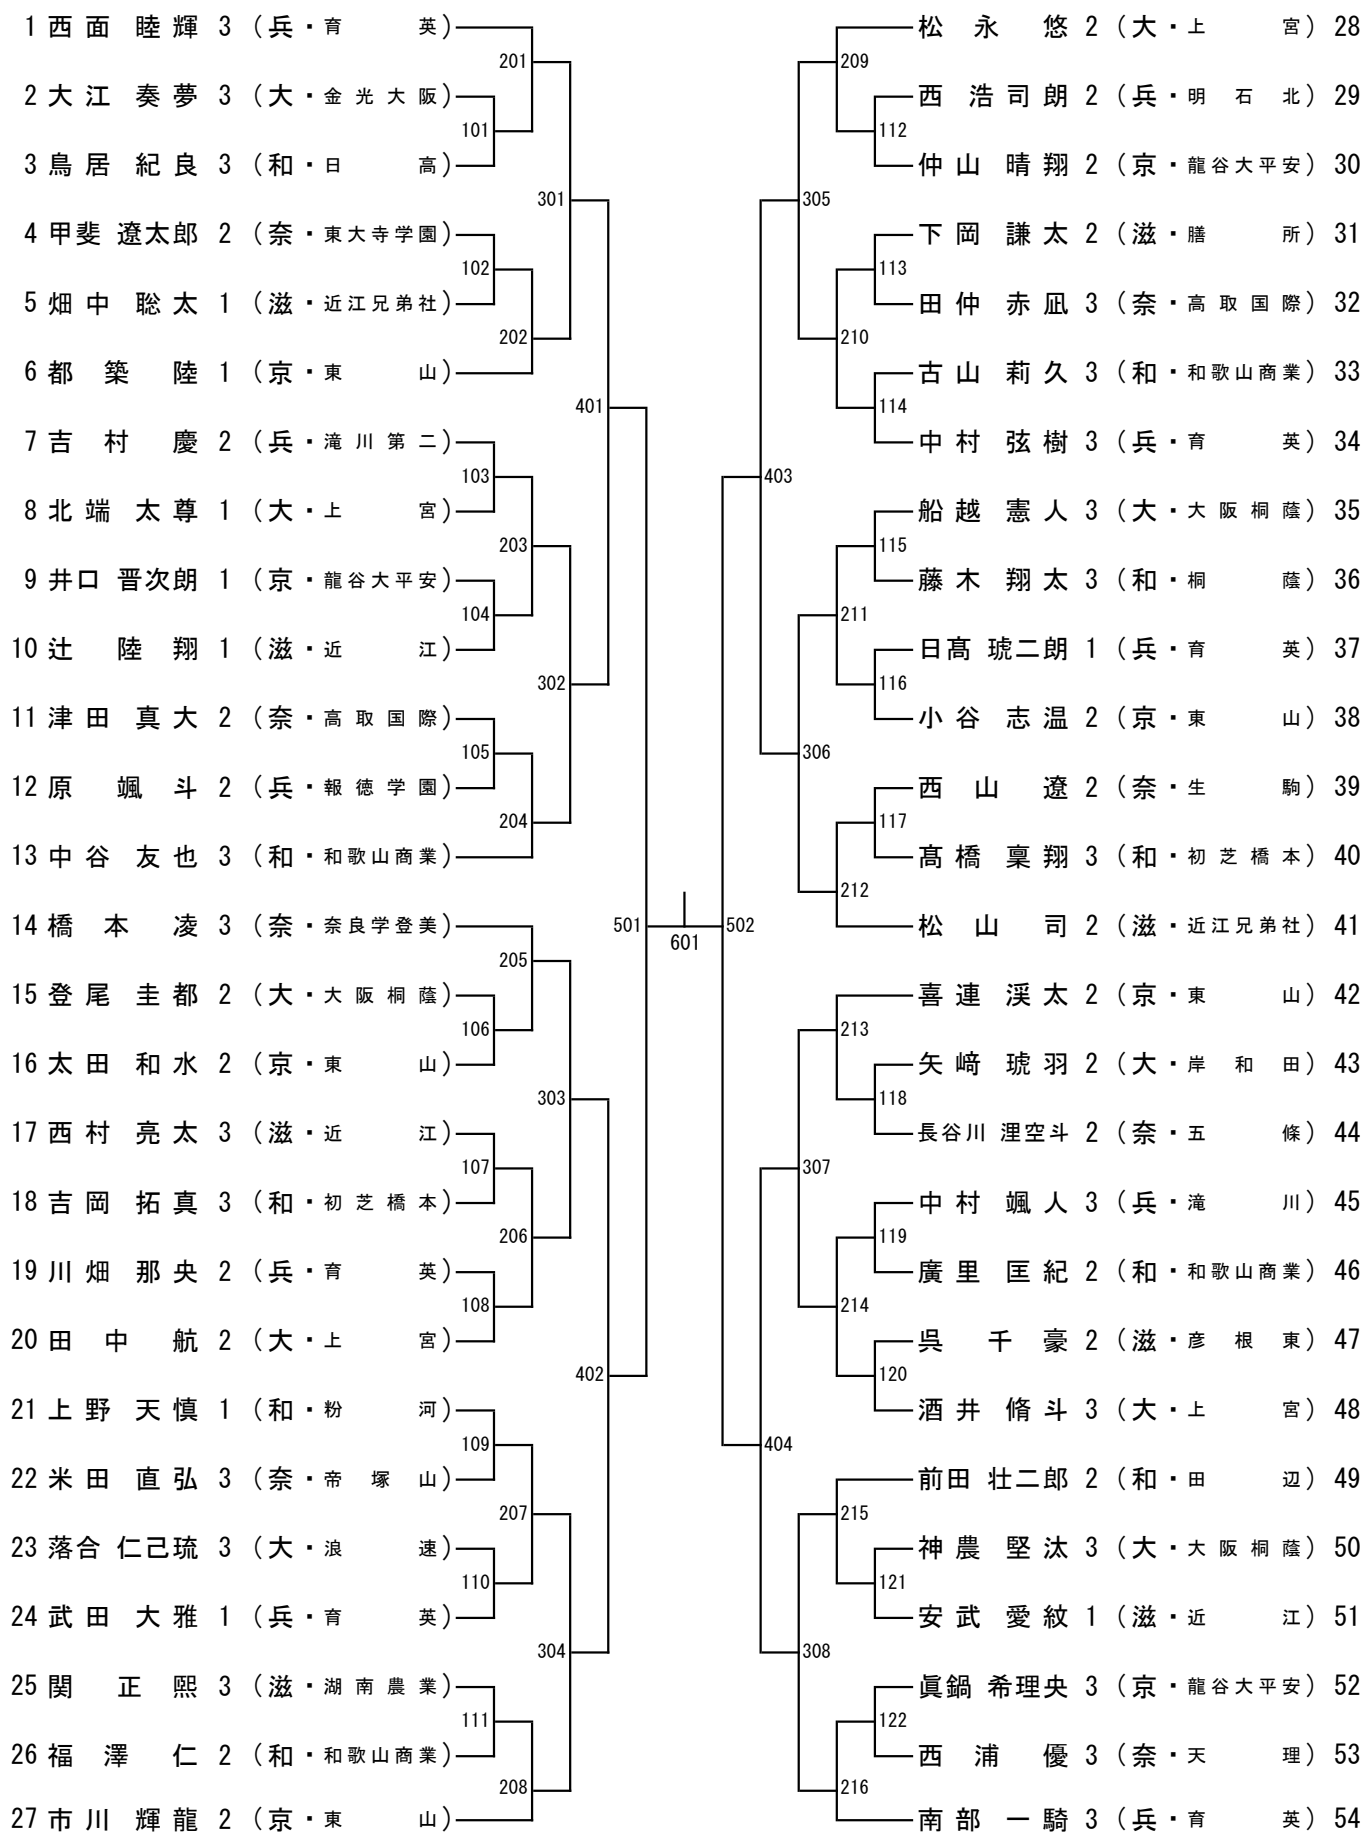 1 西面 睦輝 3 (兵・育英)
2 大江 奏夢 3 (大・金光大阪)
3 鳥居 紀良 3 (和・日高)
4 甲斐 遼太郎 2 (奈・東大寺学園)
5 畑中 聡太 1 (滋・近江兄弟社)
6 都築 陸 1 (京・東山)
7 吉村 慶 2 (兵・滝川第二)
8 北端 太尊 1 (大・上宮)
9 井口 晋次朗 1 (京・龍谷大平安)
10 辻 陸翔 1 (滋・近江)
11 津田 真大 2 (奈・高取国際)
12 原 颯斗 2 (兵・報徳学園)
13 中谷 友也 3 (和・和歌山商業)
14 橋本 凌 3 (奈・奈良学登美)
15 登尾 圭都 2 (大・大阪桐蔭)
16 太田 和水 2 (京・東山)
17 西村 亮太 3 (滋・近江)
18 吉岡 拓真 3 (和・初芝橋本)
19 川畑 那央 2 (兵・育英)
20 田中 航 2 (大・上宮)
21 上野 天慎 1 (和・粉河)
22 米田 直弘 3 (奈・帝塚山)
23 落合 仁己琉 3 (大・浪速)
24 武田 大雅 1 (兵・育英)
25 関 正熙 3 (滋・湖南農業)
26 福澤 仁 2 (和・和歌山商業)
27 市川 輝龍 2 (京・東山)
201
101
301
102
202
401
103
203
104
302
105
204
501
205
106
303
107
206
108
402
109
207
110
304
111
208
601
502
209
112
305
113
210
114
403
115
211
116
306
117
212
213
118
307
119
214
120
404
215
121
308
122
216
松永 悠 2 (大・上宮) 28
西 浩司朗 2 (兵・明石北) 29
仲山 晴翔 2 (京・龍谷大平安) 30
下岡 謙太 2 (滋・膳所) 31
田仲 赤凪 3 (奈・高取国際) 32
古山 莉久 3 (和・和歌山商業) 33
中村 弦樹 3 (兵・育英) 34
船越 憲人 3 (大・大阪桐蔭) 35
藤木 翔太 3 (和・桐蔭) 36
日髙 琥二朗 1 (兵・育英) 37
小谷 志温 2 (京・東山) 38
西山 遼 2 (奈・生駒) 39
髙橋 稟翔 3 (和・初芝橋本) 40
松山 司 2 (滋・近江兄弟社) 41
喜連 渓太 2 (京・東山) 42
矢﨑 琥羽 2 (大・岸和田) 43
長谷川 浬空斗 2 (奈・五條) 44
中村 颯人 3 (兵・滝川) 45
廣里 匡紀 2 (和・和歌山商業) 46
呉 千豪 2 (滋・彦根東) 47
酒井 脩斗 3 (大・上宮) 48
前田 壮二郎 2 (和・田辺) 49
神農 堅汰 3 (大・大阪桐蔭) 50
安武 愛紋 1 (滋・近江) 51
眞鍋 希理央 3 (京・龍谷大平安) 52
西浦 優 3 (奈・天理) 53
南部 一騎 3 (兵・育英) 54